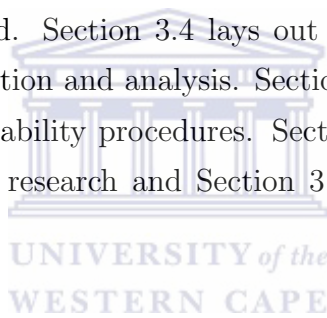 d. Section 3.4 lays out
tion and analysis. Sectio
ability procedures. Sect
research and Section 3
UNIVERSITY of the
WESTERN CAPE